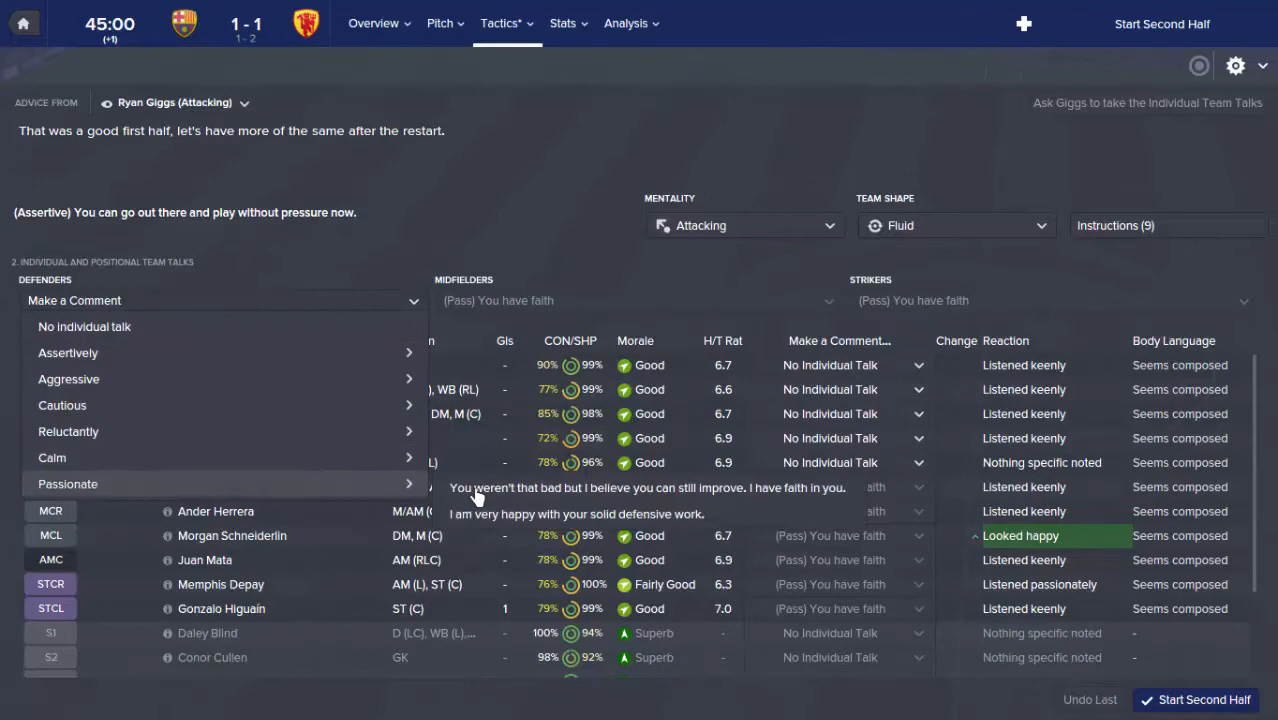 45:00
(+1)
1 - 1
1 - 2
Overview
Pitch
Tactics*
Stats
Analysis
Start Second Half
ADVICE FROM
Ryan Giggs (Attacking)
Ask Giggs to take the Individual Team Talks
That was a good first half, let's have more of the same after the restart.
(Assertive) You can go out there and play without pressure now.
MENTALITY
Attacking
TEAM SHAPE
Fluid
Instructions (9)
2. INDIVIDUAL AND POSITIONAL TEAM TALKS
DEFENDERS
MIDFIELDERS
STRIKERS
Make a Comment
(Pass) You have faith
(Pass) You have faith
No individual talk
Assertively
Aggressive
Cautious
Reluctantly
Calm
Passionate
You weren't that bad but I believe you can still improve. I have faith in you.
I am very happy with your solid defensive work.
n Gls CON/SHP Morale H/T Rat Make a Comment... Change Reaction Body Language
- 90% 99% Good 6.7 No Individual Talk Listened keenly Seems composed
), WB (RL) - 77% 99% Good 6.6 No Individual Talk Listened keenly Seems composed
DM, M (C) - 85% 98% Good 6.7 No Individual Talk Listened keenly Seems composed
- 72% 99% Good 6.9 No Individual Talk Listened keenly Seems composed
L) - 78% 96% Good 6.9 No Individual Talk Nothing specific noted Seems composed
aith Listened keenly Seems composed
MCR Ander Herrera M/AM (C aith Listened keenly Seems composed
MCL Morgan Schneiderlin DM, M (C) - 78% 99% Good 6.7 (Pass) You have faith Looked happy Seems composed
AMC Juan Mata AM (RLC) - 78% 99% Good 6.9 (Pass) You have faith Listened keenly Seems composed
STCR Memphis Depay AM (L), ST (C) - 76% 100% Fairly Good 6.3 (Pass) You have faith Listened passionately Seems composed
STCL Gonzalo Higuaín ST (C) 1 79% 99% Good 7.0 (Pass) You have faith Listened keenly Seems composed
S1 Daley Blind D (LC), WB (L),... - 100% 94% Superb - No Individual Talk Nothing specific noted -
S2 Conor Cullen GK - 98% 92% Superb - No Individual Talk Nothing specific noted -
Undo Last
Start Second Half